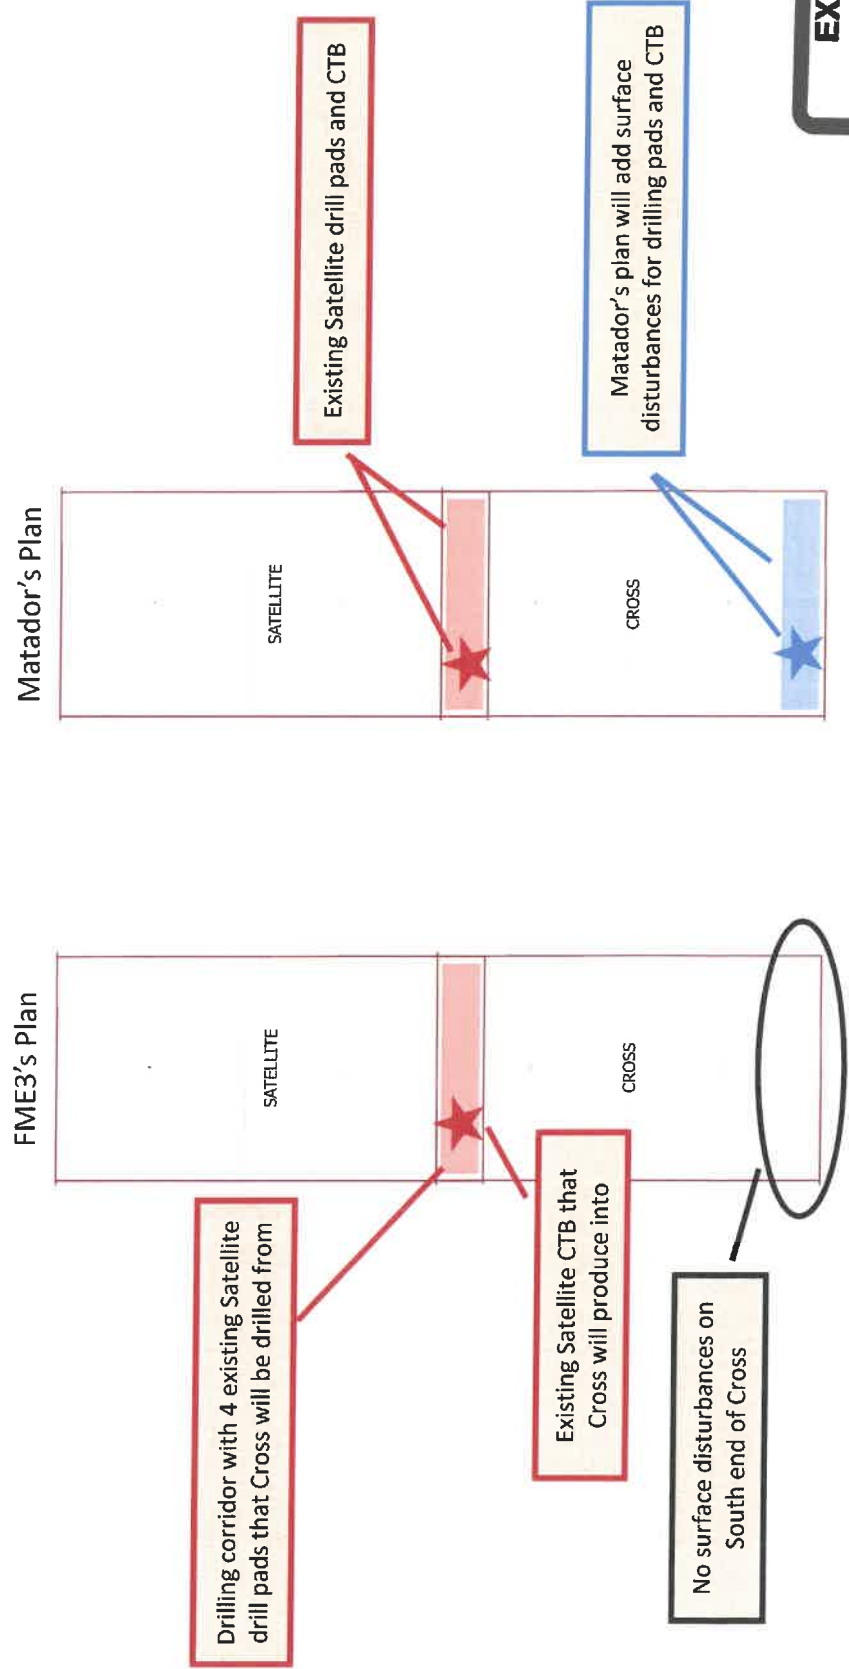 FME3's Plan
Matador's Plan
Drilling corridor with 4 existing Satellite
drill pads that Cross will be drilled from
SATELLITE
SATELLITE
Existing Satellite drill pads and CTB
Existing Satellite CTB that
Cross will produce into
CROSS
CROSS
Matador's plan will add surface
disturbances for drilling pads and CTB
No surface disturbances on
South end of Cross
EX